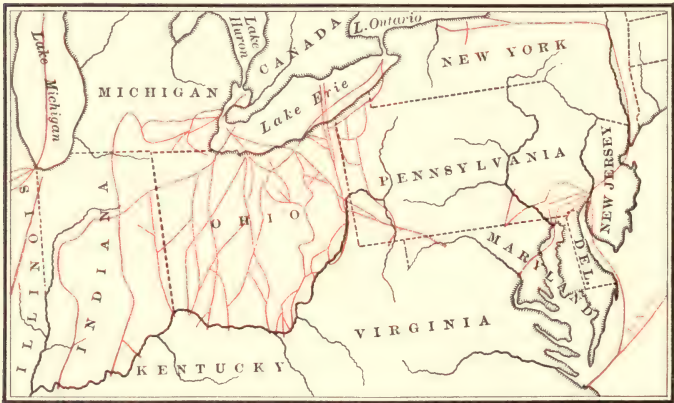 Lake Michigan
Lake Huron
CANADA
L. Ontario
MICHIGAN
Lake Erie
NEW YORK
PENNSYLVANIA
NEW JERSEY
ILLINOIS
INDIANA
OHIO
MARYLAND
DEL.
VIRGINIA
KENTUCKY